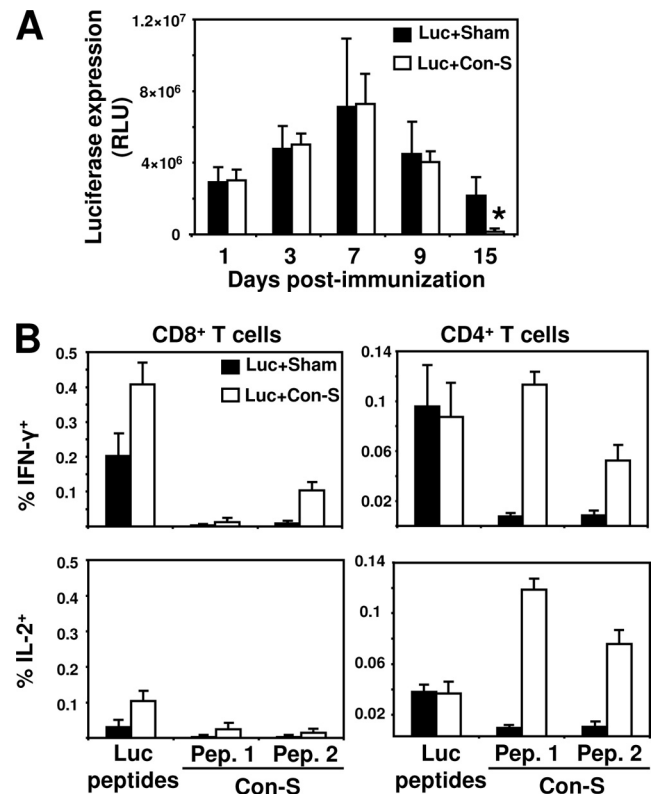 A
Luciferase expression
(RLU)
1.2×10⁷
8×10⁶
4×10⁶
0
Luc+Sham
Luc+Con-S
*
1 3 7 9 15
Days post-immunization
B
CD8⁺ T cells
CD4⁺ T cells
% IFN-γ⁺
0.5
0.4
0.3
0.2
0.1
Luc+Sham
Luc+Con-S
0.14
0.1
0.06
0.02
% IL-2⁺
0.5
0.4
0.3
0.2
0.1
0.14
0.1
0.06
0.02
Luc
peptides
Pep. 1 Pep. 2
Con-S
Luc
peptides
Pep. 1 Pep. 2
Con-S